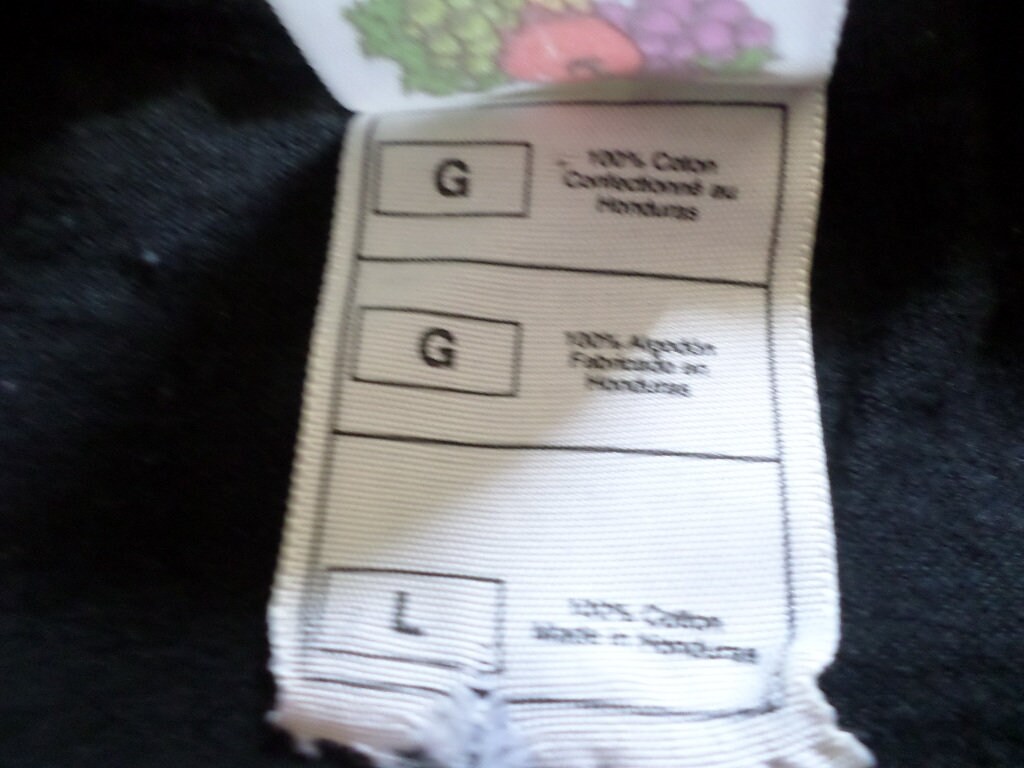 G
100% Coton
Confectionné au
Honduras
G
100% Algodón
Fabricado en
Honduras
L
100% Cotton
Made in Honduras